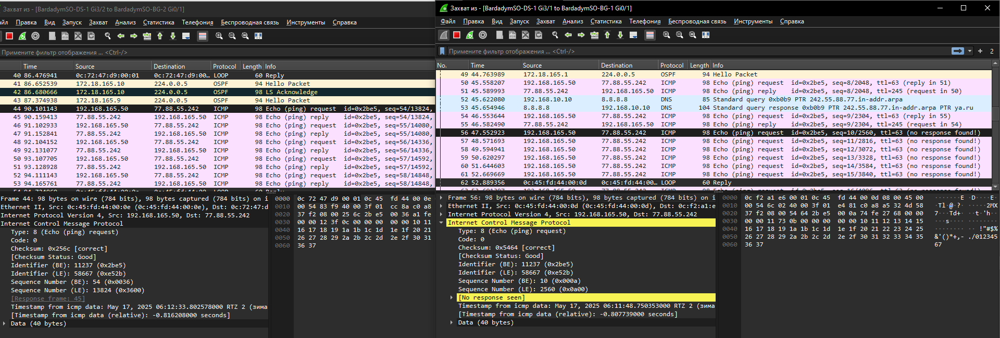 Захват из - [BardadymSO-DS-1 Gi3/2 to BardadymSO-BG-2 Gi0/1]
йл Правка Вид Запуск Захват Анализ Статистика Телефония Беспроводная связь Инструменты Справка
Примените фильтр отображения ... <Ctrl-/>
Time Source Destination Protocol Length Info
40 86.476941 0c:72:47:d9:00:01 0c:72:47:d9:00… LOOP 60 Reply
41 86.652539 172.18.165.10 224.0.0.5 OSPF 94 Hello Packet
42 86.680666 172.18.165.10 224.0.0.5 OSPF 98 LS Acknowledge
43 87.374938 172.18.165.9 224.0.0.5 OSPF 94 Hello Packet
44 90.101143 192.168.165.50 77.88.55.242 ICMP 98 Echo (ping) request id=0x2be5, seq=54/13824,
45 90.159413 77.88.55.242 192.168.165.50 ICMP 98 Echo (ping) reply id=0x2be5, seq=54/13824,
46 91.102933 192.168.165.50 77.88.55.242 ICMP 98 Echo (ping) request id=0x2be5, seq=55/14080,
47 91.152841 77.88.55.242 192.168.165.50 ICMP 98 Echo (ping) reply id=0x2be5, seq=55/14080,
48 92.104152 192.168.165.50 77.88.55.242 ICMP 98 Echo (ping) request id=0x2be5, seq=56/14336,
49 92.131077 77.88.55.242 192.168.165.50 ICMP 98 Echo (ping) reply id=0x2be5, seq=56/14336,
50 93.107705 192.168.165.50 77.88.55.242 ICMP 98 Echo (ping) request id=0x2be5, seq=57/14592,
51 93.128928 77.88.55.242 192.168.165.50 ICMP 98 Echo (ping) reply id=0x2be5, seq=57/14592,
52 94.111143 192.168.165.50 77.88.55.242 ICMP 98 Echo (ping) request id=0x2be5, seq=58/14848,
53 94.165761 77.88.55.242 192.168.165.50 ICMP 98 Echo (ping) reply id=0x2be5, seq=58/14848,
Frame 44: 98 bytes on wire (784 bits), 98 bytes captured (784 bits) on i
Ethernet II, Src: 0c:45:fd:44:00:0e (0c:45:fd:44:00:0e), Dst: 0c:72:47:d
Internet Protocol Version 4, Src: 192.168.165.50, Dst: 77.88.55.242
Internet Control Message Protocol
Type: 8 (Echo (ping) request)
Code: 0
Checksum: 0x256c [correct]
[Checksum Status: Good]
Identifier (BE): 11237 (0x2be5)
Identifier (LE): 58667 (0xe52b)
Sequence Number (BE): 54 (0x0036)
Sequence Number (LE): 13824 (0x3600)
[Response frame: 45]
Timestamp from icmp data: May 17, 2025 06:12:33.802578000 RTZ 2 (зима
[Timestamp from icmp data (relative): -0.816208000 seconds]
Data (40 bytes)
0000 0c 72 47 d9 00 01 0c 45 fd 44 00 0e
0010 00 54 83 f9 40 00 3f 01 cc 8a c0 a8
0020 37 f2 08 00 25 6c 2b e5 00 36 a1 fe
0030 00 00 12 3f 0c 00 00 00 00 00 10 11
0040 16 17 18 19 1a 1b 1c 1d 1e 1f 20 21
0050 26 27 28 29 2a 2b 2c 2d 2e 2f 30 31
0060 36 37
Захват из - [BardadymSO-DS-1 Gi3/1 to BardadymSO-BG-1 Gi0/1]
Файл Правка Вид Запуск Захват Анализ Статистика Телефония Беспроводная связь Инструменты Справка
Примените фильтр отображения ... <Ctrl-/> + 2
No. Time Source Destination Protocol Length Info
49 44.763989 172.18.165.1 224.0.0.5 OSPF 94 Hello Packet
50 45.558207 192.168.165.50 77.88.55.242 ICMP 98 Echo (ping) request id=0x2be5, seq=8/2048, ttl=63 (reply in 51)
51 45.589993 77.88.55.242 192.168.165.50 ICMP 98 Echo (ping) reply id=0x2be5, seq=8/2048, ttl=245 (request in 50)
52 45.622080 192.168.10.10 8.8.8.8 DNS 85 Standard query 0xb0b9 PTR 242.55.88.77.in-addr.arpa
53 45.654946 8.8.8.8 192.168.10.10 DNS 104 Standard query response 0xb0b9 PTR 242.55.88.77.in-addr.arpa PTR ya.ru
54 46.553644 192.168.165.50 77.88.55.242 ICMP 98 Echo (ping) request id=0x2be5, seq=9/2304, ttl=63 (reply in 55)
55 46.582490 77.88.55.242 192.168.165.50 ICMP 98 Echo (ping) reply id=0x2be5, seq=9/2304, ttl=245 (request in 54)
56 47.552923 192.168.165.50 77.88.55.242 ICMP 98 Echo (ping) request id=0x2be5, seq=10/2560, ttl=63 (no response found!)
57 48.571693 192.168.165.50 77.88.55.242 ICMP 98 Echo (ping) request id=0x2be5, seq=11/2816, ttl=63 (no response found!)
58 49.594941 192.168.165.50 77.88.55.242 ICMP 98 Echo (ping) request id=0x2be5, seq=12/3072, ttl=63 (no response found!)
59 50.620297 192.168.165.50 77.88.55.242 ICMP 98 Echo (ping) request id=0x2be5, seq=13/3328, ttl=63 (no response found!)
60 51.644603 192.168.165.50 77.88.55.242 ICMP 98 Echo (ping) request id=0x2be5, seq=14/3584, ttl=63 (no response found!)
61 52.669669 192.168.165.50 77.88.55.242 ICMP 98 Echo (ping) request id=0x2be5, seq=15/3840, ttl=63 (no response found!)
62 52.889356 0c:45:fd:44:00:0d 0c:45:fd:44:00… LOOP 60 Reply
Frame 56: 98 bytes on wire (784 bits), 98 bytes captured (784 bits) on i
Ethernet II, Src: 0c:45:fd:44:00:0d (0c:45:fd:44:00:0d), Dst: 0c:f2:a1:e
Internet Protocol Version 4, Src: 192.168.165.50, Dst: 77.88.55.242
Internet Control Message Protocol
Type: 8 (Echo (ping) request)
Code: 0
Checksum: 0x5464 [correct]
[Checksum Status: Good]
Identifier (BE): 11237 (0x2be5)
Identifier (LE): 58667 (0xe52b)
Sequence Number (BE): 10 (0x000a)
Sequence Number (LE): 2560 (0x0a00)
[No response seen]
Timestamp from icmp data: May 17, 2025 06:11:48.750353000 RTZ 2 (зима
[Timestamp from icmp data (relative): -0.807739000 seconds]
Data (40 bytes)
0000 0c f2 a1 e6 00 01 0c 45 fd 44 00 0d 08 00 45 00 ·······E ·D····E·
0010 00 54 6c 02 40 00 3f 01 e4 81 c0 a8 a5 32 4d 58 ·Tl·@·?· ·····2MX
0020 37 f2 08 00 54 64 2b e5 00 0a 74 fe 27 68 00 00 7···Td+· ··t·'h··
0030 00 00 11 73 0b 00 00 00 00 00 10 11 12 13 14 15 ···s···· ········
0040 16 17 18 19 1a 1b 1c 1d 1e 1f 20 21 22 23 24 25 ········ ·· !"#$%
0050 26 27 28 29 2a 2b 2c 2d 2e 2f 30 31 32 33 34 35 &'()*+,- ./012345
0060 36 37 67